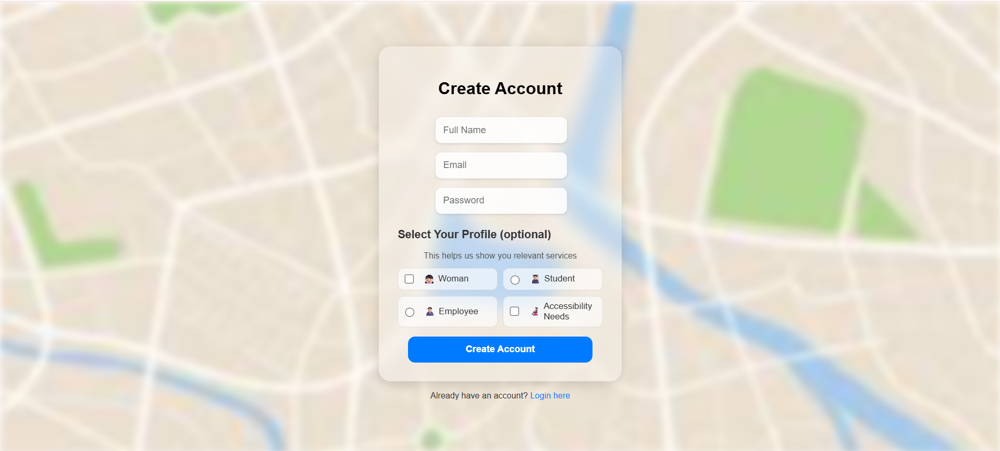 Create Account
Full Name
Email
Password
Select Your Profile (optional)
This helps us show you relevant services
Woman
Student
Employee
Accessibility
Needs
Create Account
Already have an account? Login here